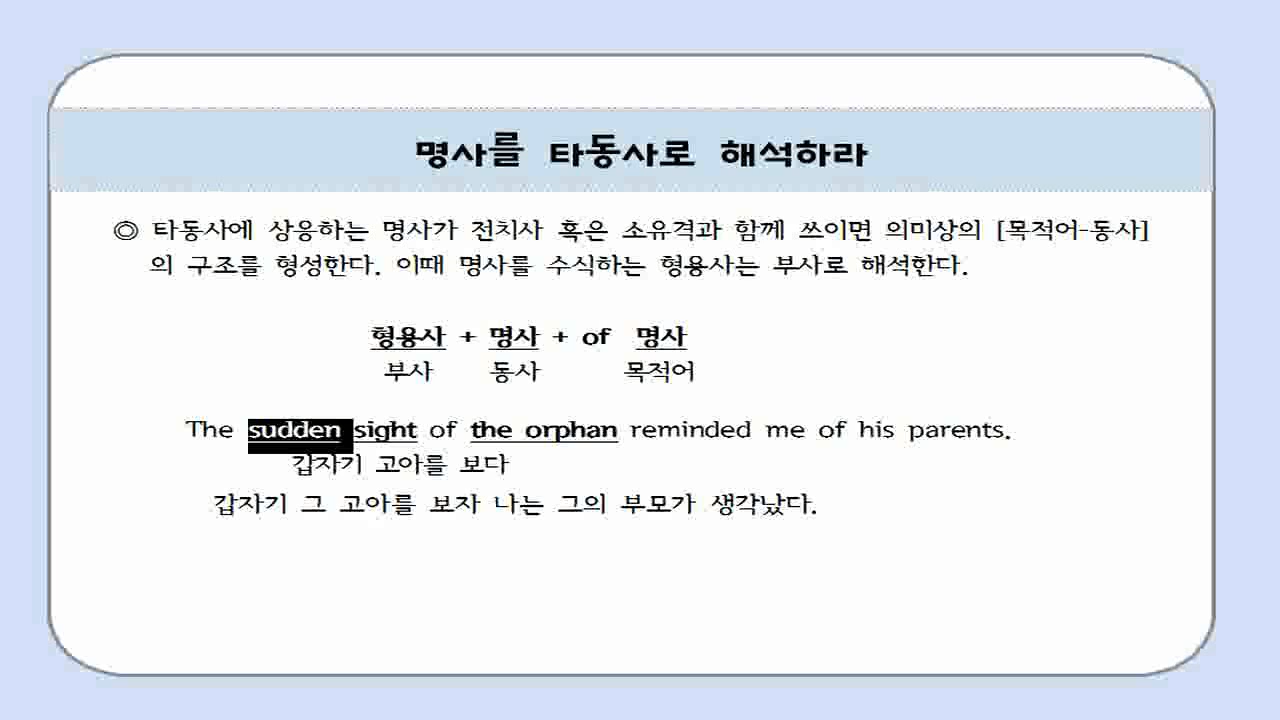 명사를 타동사로 해석하라
◎ 타동사에 상응하는 명사가 전치사 혹은 소유격과 함께 쓰이면 의미상의 [목적어-동사]
의 구조를 형성한다. 이때 명사를 수식하는 형용사는 부사로 해석한다.
형용사 + 명사 + of 명사
부사 동사 목적어
The sudden sight of the orphan reminded me of his parents.
갑자기 고아를 보다
갑자기 그 고아를 보자 나는 그의 부모가 생각났다.